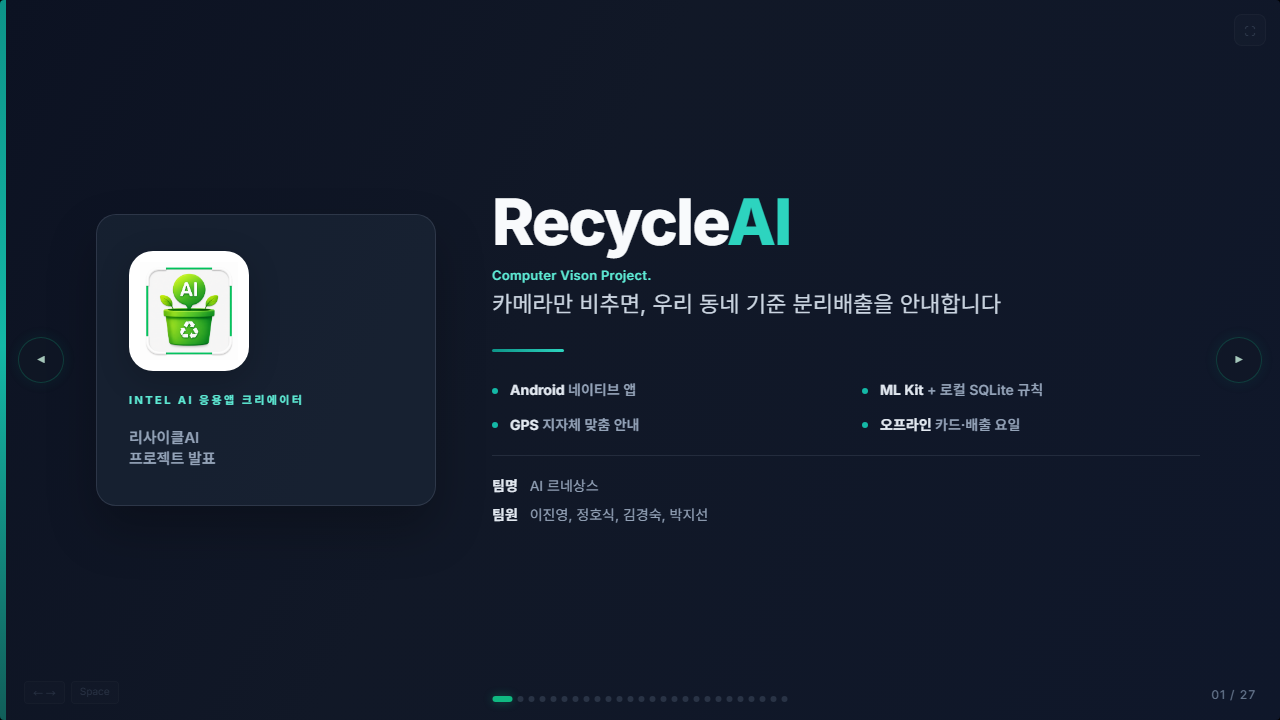 AI
INTEL AI 응용앱 크리에이터
리사이클AI
프로젝트 발표
RecycleAI
Computer Vison Project.
카메라만 비추면, 우리 동네 기준 분리배출을 안내합니다
Android 네이티브 앱
ML Kit + 로컬 SQLite 규칙
GPS 지자체 맞춤 안내
오프라인 카드·배출 요일
팀명 AI 르네상스
팀원 이진영, 정호식, 김경숙, 박지선
← → Space
01 / 27